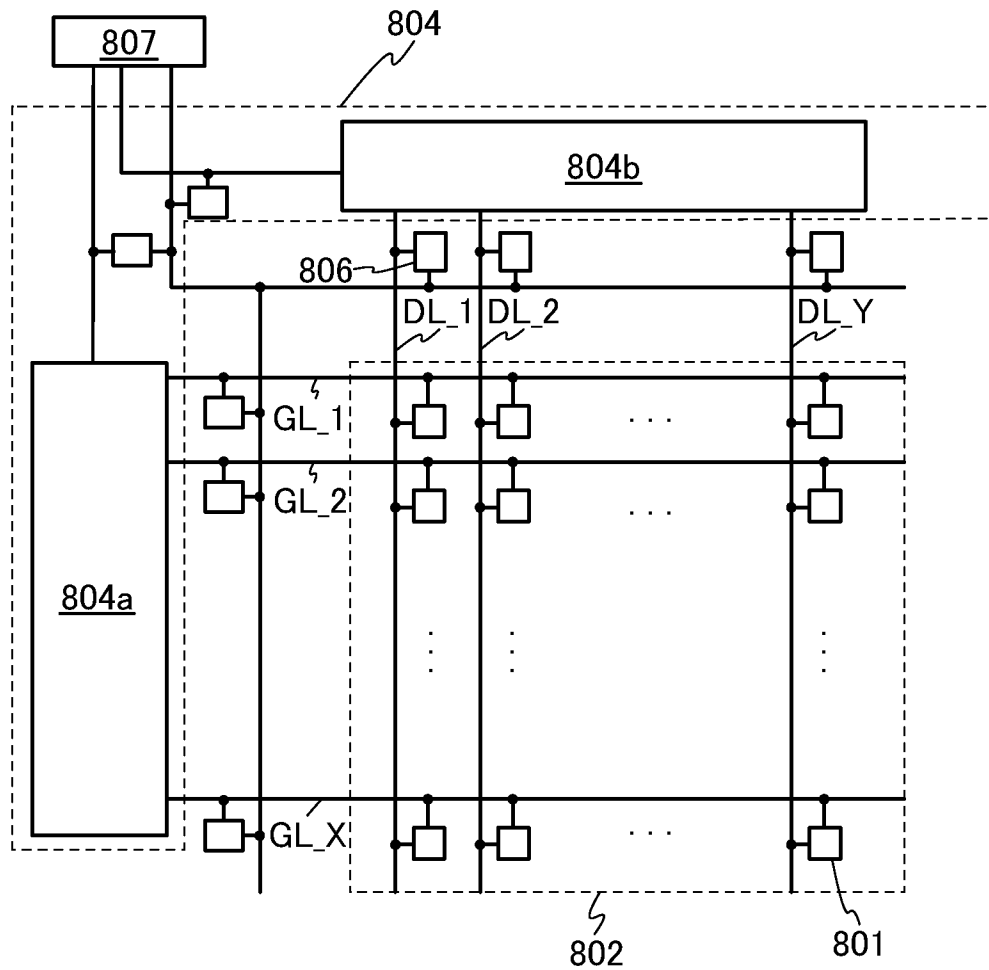 804
807
804b
806
DL_1 DL_2 DL_Y
GL_1
. . .
GL_2
. . .
804a
GL_X
. . .
802
801